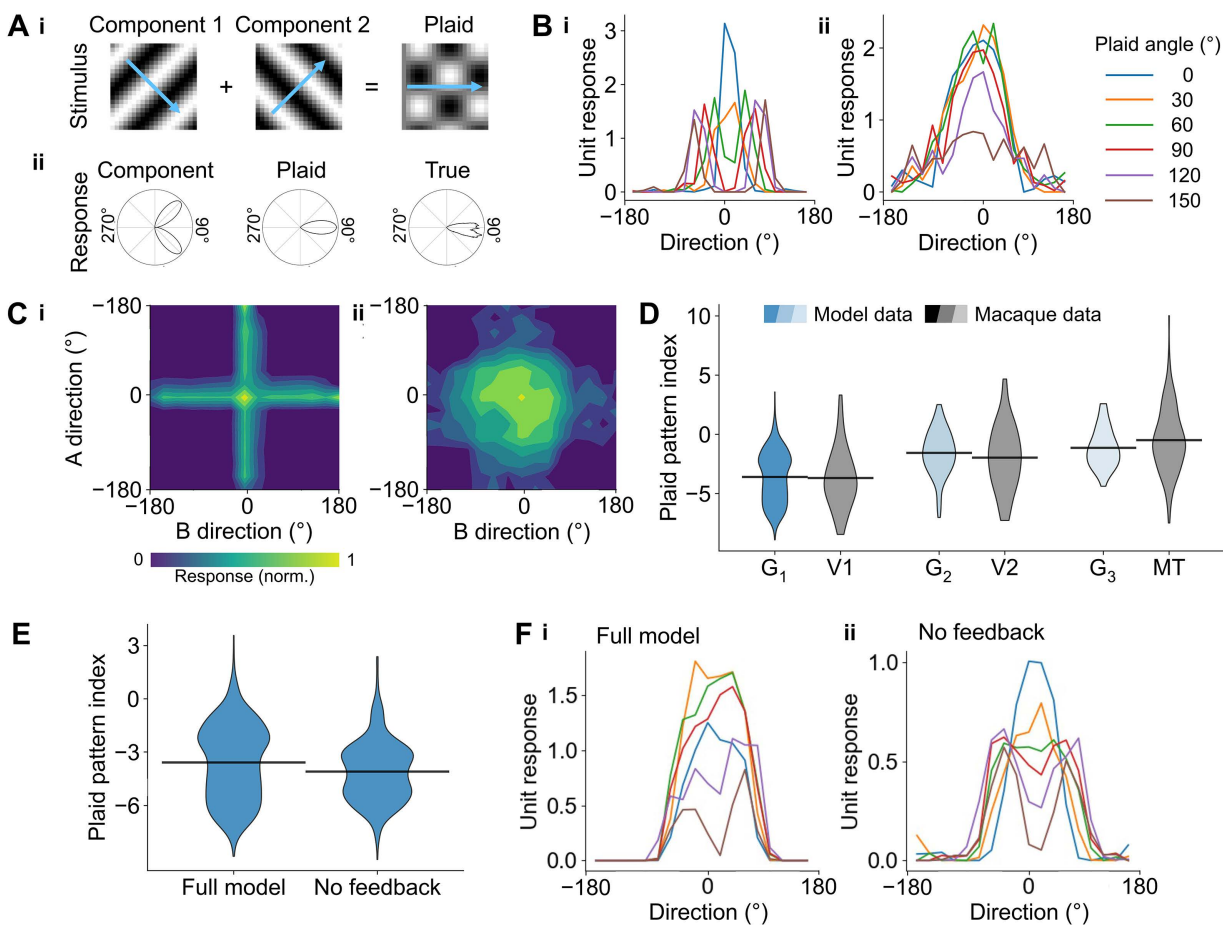 A i
Component 1 Component 2 Plaid
Stimulus
+ =
ii
Component Plaid True
Response
270° 90° 270° 90° 270° 90°
B i
Unit response
3
2
1
0
−180 0 180
Direction (°)
ii
Unit response
2
1
0
−180 0 180
Direction (°)
Plaid angle (°)
0
30
60
90
120
150
C i
A direction (°)
−180
0
−180
−180 0 180
B direction (°)
0 1
Response (norm.)
ii
−180
0
−180
−180 0 180
B direction (°)
D
Model data Macaque data
Plaid pattern index
10
5
0
−5
G1 V1 G2 V2 G3 MT
E
Plaid pattern index
3
0
−3
−6
Full model No feedback
F i
Full model
Unit response
1.5
1.0
0.5
0.0
−180 0 180
Direction (°)
ii
No feedback
Unit response
1.0
0.5
0.0
−180 0 180
Direction (°)